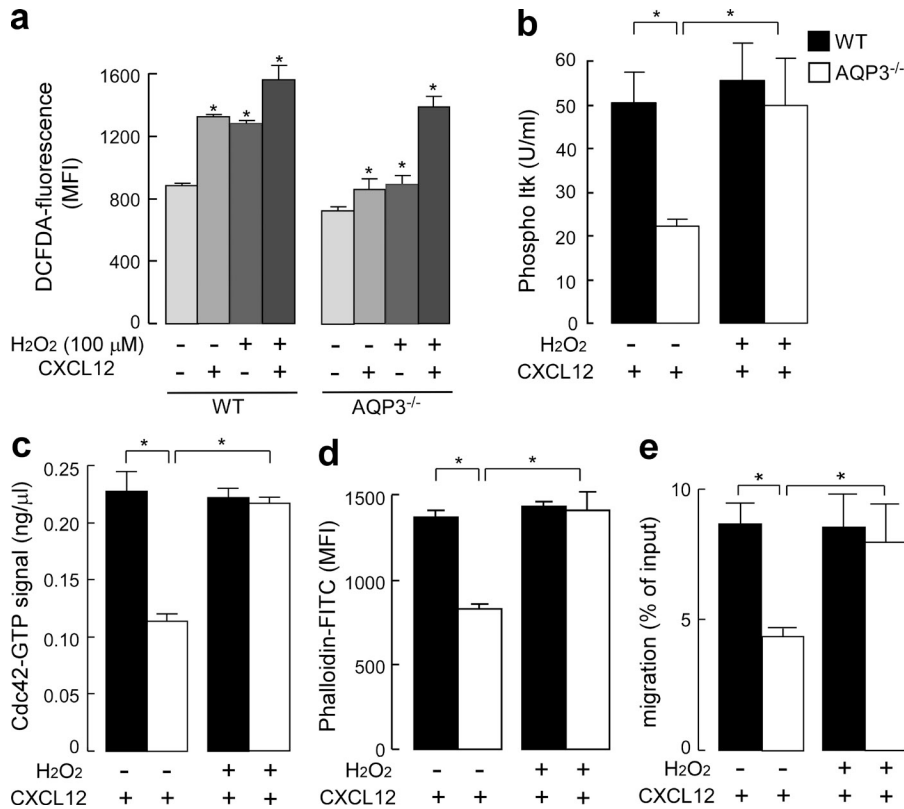 a
DCFDA-fluorescence
(MFI)
1600
1200
800
400
0
* * * * * *
H2O2 (100 µM) - - + + - - + +
CXCL12 - + - + - + - +
WT AQP3-/-
b
WT
AQP3-/-
* *
Phospho Itk (U/ml)
60
50
40
30
20
10
0
H2O2 - - + +
CXCL12 + + + +
c
* *
Cdc42-GTP signal (ng/µl)
0.25
0.20
0.25
0.10
0.05
0
H2O2 - - + +
CXCL12 + + + +
d
* *
Phalloidin-FITC (MFI)
1500
1000
500
0
H2O2 - - + +
CXCL12 + + + +
e
* *
migration (% of input)
10
5
0
H2O2 - - + +
CXCL12 + + + +